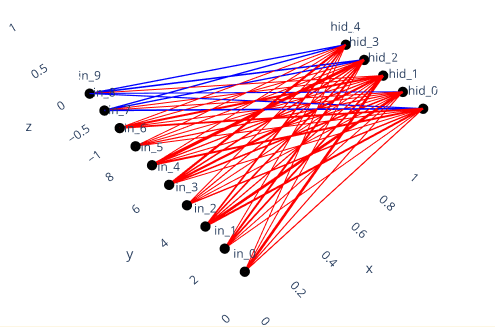 hid_4
hid_3
hid_2
hid_1
hid_0
in_9
in_8
in_7
in_6
in_5
in_4
in_3
in_2
in_1
in_0
1
0.5
0
−0.5
−1
z
8
6
4
2
0
y
0
0.2
0.4
0.6
0.8
1
x